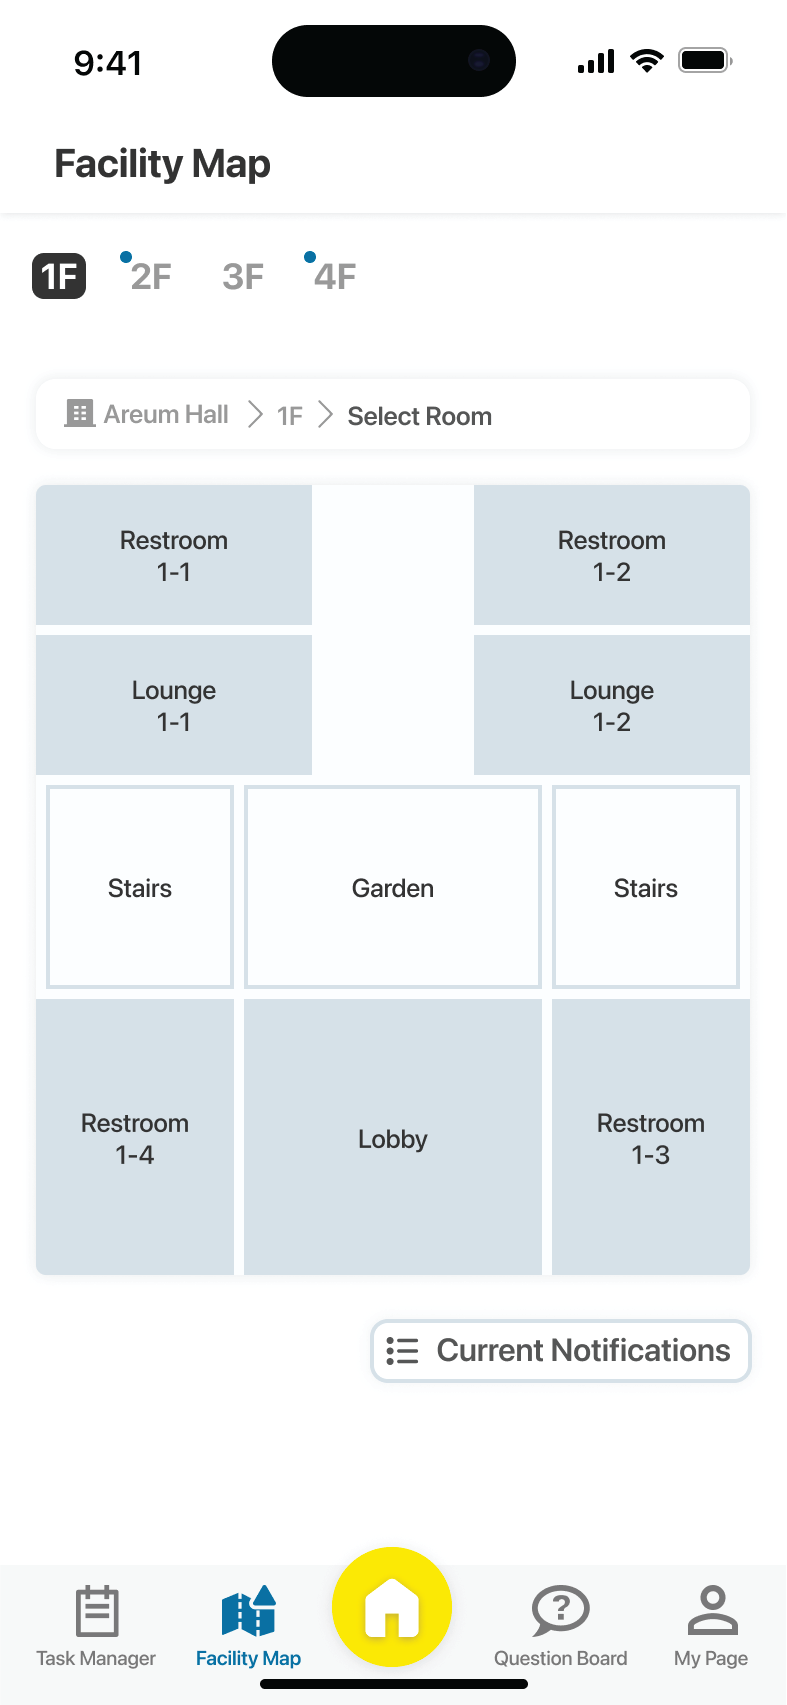 9:41
Facility Map
1F 2F 3F 4F
Areum Hall 1F Select Room
Restroom
1-1
Restroom
1-2
Lounge
1-1
Lounge
1-2
Stairs
Garden
Stairs
Restroom
1-4
Lobby
Restroom
1-3
Current Notifications
?
Task Manager
Facility Map
Question Board
My Page